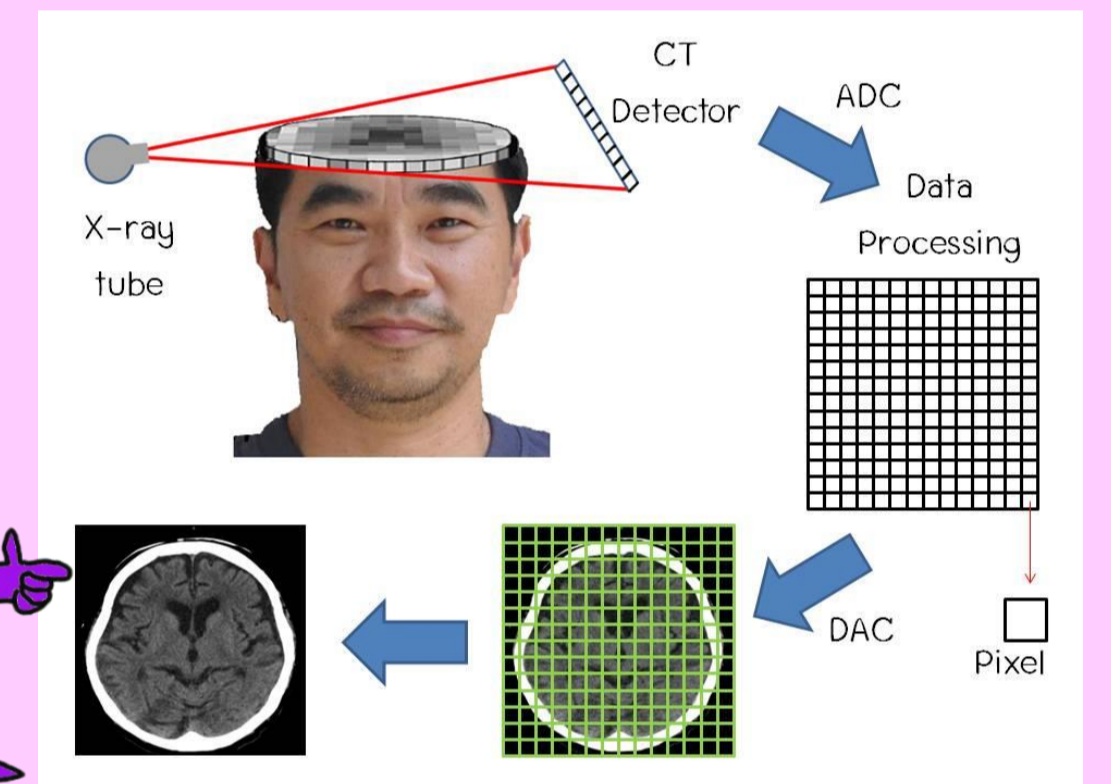 CT
Detector
ADC
X-ray
tube
Data
Processing
DAC
Pixel